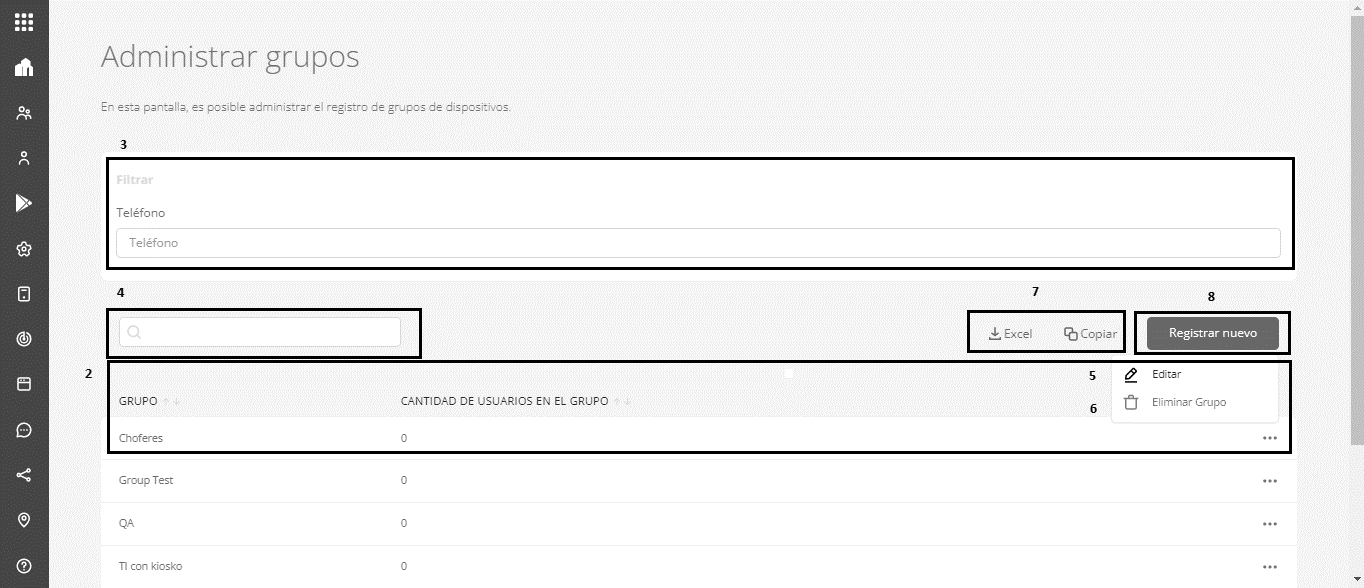 Administrar grupos
En esta pantalla, es posible administrar el registro de grupos de dispositivos.
3
Filtrar
Teléfono
Teléfono
4
7
8
Excel
Copiar
Registrar nuevo
2
5
Editar
GRUPO
CANTIDAD DE USUARIOS EN EL GRUPO
6
Eliminar Grupo
Choferes 0
Group Test 0
QA 0
TI con kiosko 0